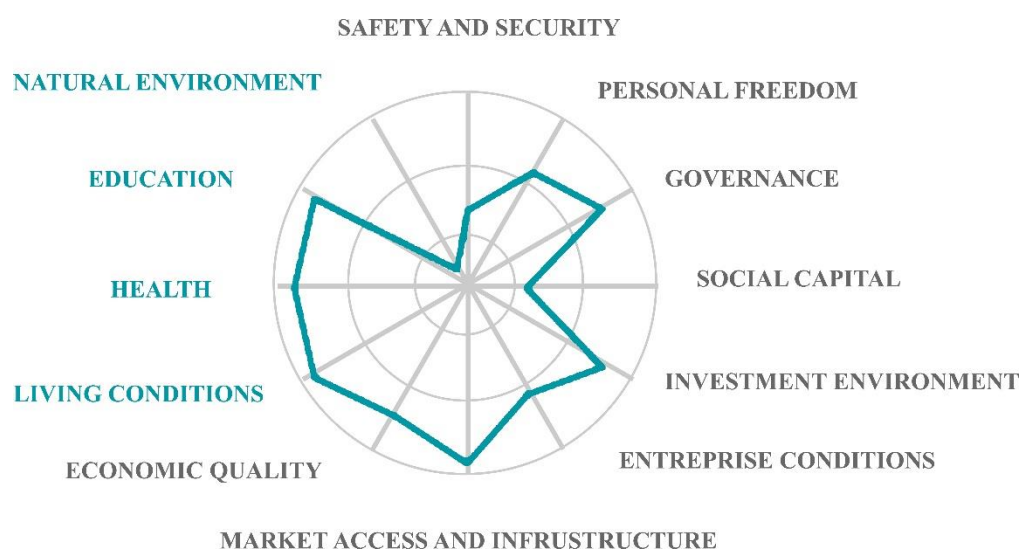 SAFETY AND SECURITY
NATURAL ENVIRONMENT
PERSONAL FREEDOM
EDUCATION
GOVERNANCE
HEALTH
SOCIAL CAPITAL
LIVING CONDITIONS
INVESTMENT ENVIRONMENT
ECONOMIC QUALITY
ENTREPRISE CONDITIONS
MARKET ACCESS AND INFRUSTRUCTURE